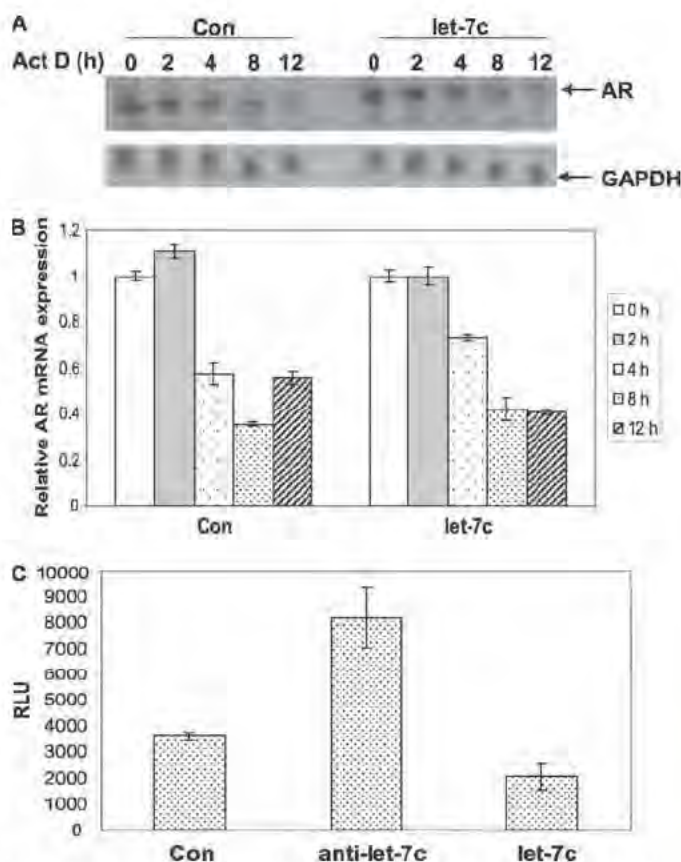 A
Con let-7c
Act D (h) 0 2 4 8 12 0 2 4 8 12
AR
GAPDH
B
Relative AR mRNA expression
1.2
1
0.8
0.6
0.4
0.2
0
Con let-7c
0 h
2 h
4 h
8 h
12 h
C
RLU
10000
9000
8000
7000
6000
5000
4000
3000
2000
1000
0
Con anti-let-7c let-7c